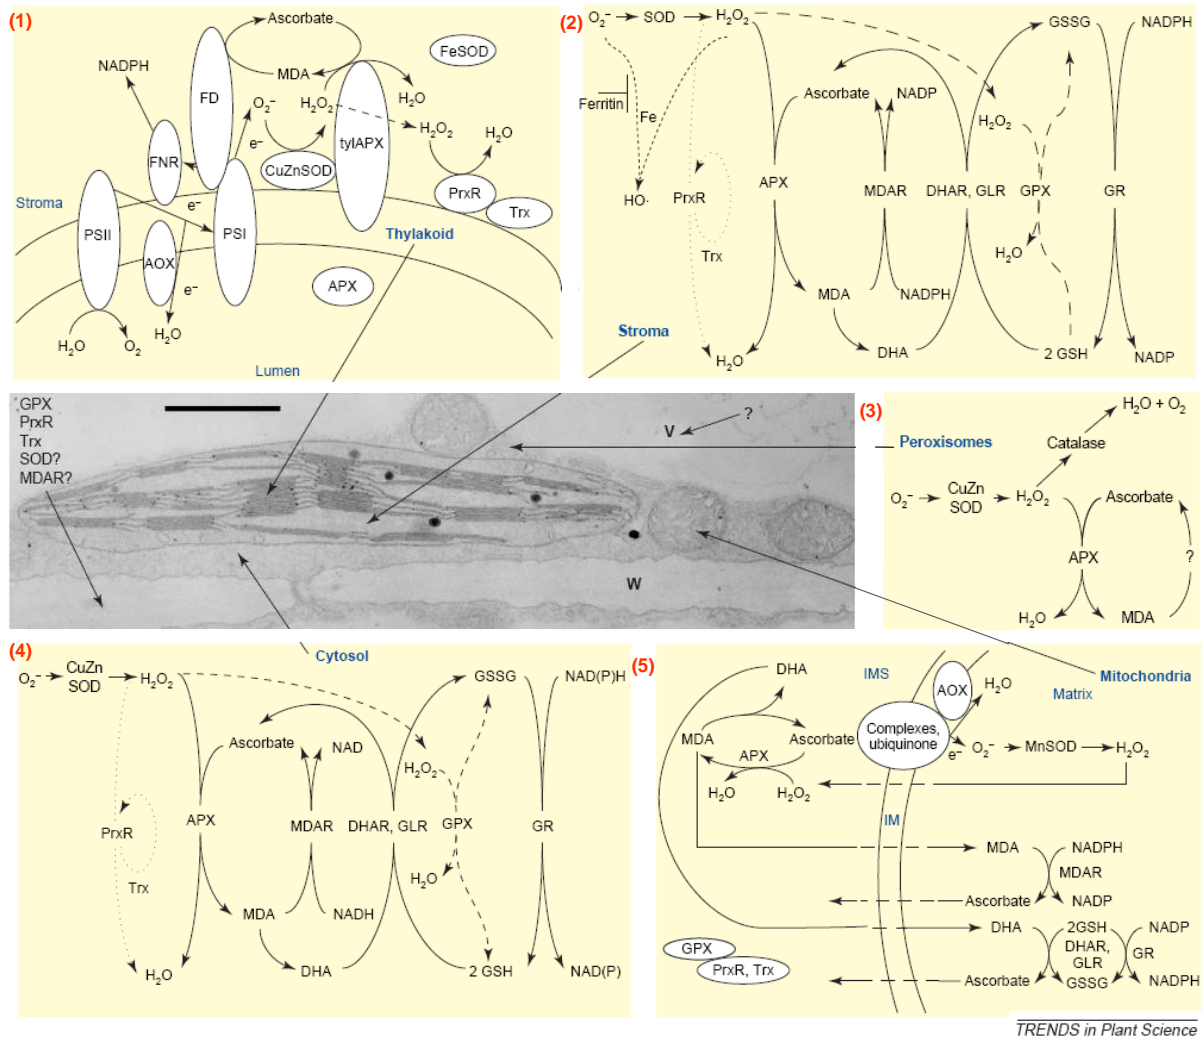 (1)
Ascorbate
FeSOD
NADPH
MDA
FD
O₂⁻
H₂O₂
H₂O
H₂O₂
H₂O
e⁻
tylAPX
FNR
CuZnSOD
PrxR
Trx
Stroma
e⁻
PSII
PSI
Thylakoid
AOX
APX
e⁻
H₂O
O₂
H₂O
Lumen
(2)
O₂⁻
SOD
H₂O₂
GSSG
NADPH
Ferritin
Fe
Ascorbate
NADP
H₂O₂
HO·
PrxR
APX
MDAR
DHAR, GLR
GPX
GR
Trx
H₂O
MDA
NADPH
Stroma
H₂O
DHA
2 GSH
NADP
GPX
PrxR
Trx
SOD?
MDAR?
V
?
W
(3)
H₂O + O₂
Peroxisomes
Catalase
O₂⁻
CuZn
SOD
H₂O₂
Ascorbate
APX
?
H₂O
MDA
(4)
Cytosol
O₂⁻
CuZn
SOD
H₂O₂
GSSG
NAD(P)H
Ascorbate
NAD
H₂O₂
PrxR
APX
MDAR
DHAR, GLR
GPX
GR
Trx
H₂O
MDA
NADH
H₂O
DHA
2 GSH
NAD(P)
(5)
DHA
IMS
AOX
H₂O
Matrix
Mitochondria
MDA
Ascorbate
Complexes,
ubiquinone
APX
e⁻
O₂⁻
MnSOD
H₂O₂
H₂O
H₂O₂
IM
MDA
NADPH
MDAR
Ascorbate
NADP
DHA
2GSH
NADP
GPX
DHAR,
GLR
GR
PrxR, Trx
Ascorbate
GSSG
NADPH
TRENDS in Plant Science